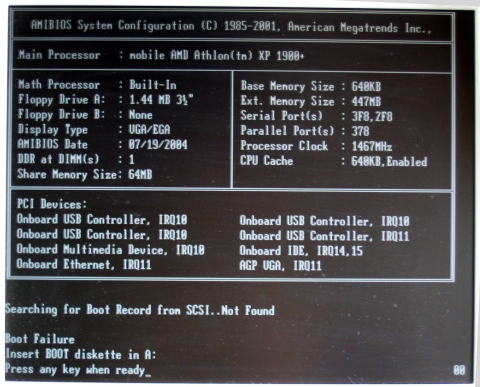 AMIBIOS System Configuration (C) 1985-2001, American Megatrends Inc.,
Main Processor : mobile AMD Athlon(tm) XP 1900+
Math Processor : Built-In
Floppy Drive A: : 1.44 MB 3½"
Floppy Drive B: : None
Display Type : VGA/EGA
AMIBIOS Date : 07/19/2004
DDR at DIMM(s) : 1
Share Memory Size: 64MB
Base Memory Size : 640KB
Ext. Memory Size : 447MB
Serial Port(s) : 3F8,2F8
Parallel Port(s) : 378
Processor Clock : 1467MHz
CPU Cache : 640KB,Enabled
PCI Devices:
Onboard USB Controller, IRQ10 Onboard USB Controller, IRQ10
Onboard USB Controller, IRQ10 Onboard USB Controller, IRQ11
Onboard Multimedia Device, IRQ10 Onboard IDE, IRQ14,15
Onboard Ethernet, IRQ11 AGP VGA, IRQ11
Searching for Boot Record from SCSI..Not Found
Boot Failure
Insert BOOT diskette in A:
Press any key when ready_ 00